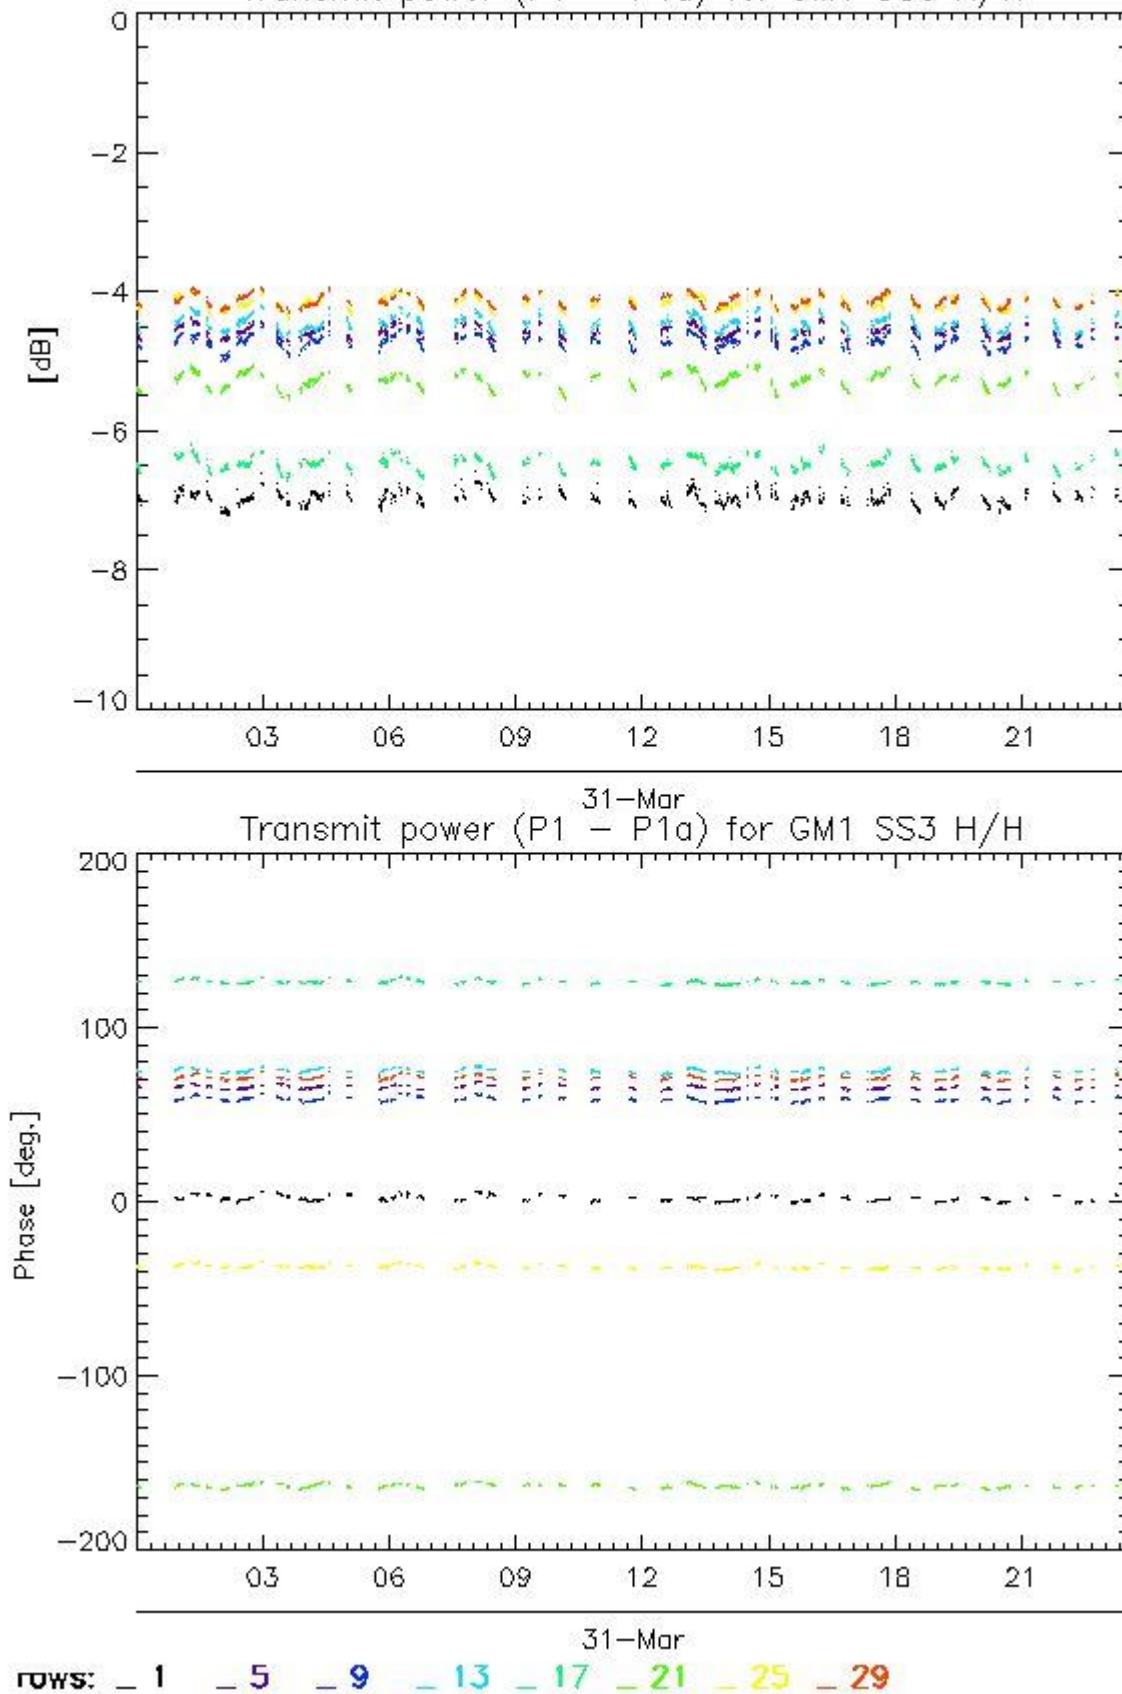 0
-2
-4
-6
-8
-10
[dB]
03 06 09 12 15 18 21
31-Mar
Transmit power (P1 - P1a) for GM1 SS3 H/H
200
100
0
-100
-200
Phase [deg.]
03 06 09 12 15 18 21
31-Mar
rows: _ 1 _ 5 _ 9 _ 13 _ 17 _ 21 _ 25 _ 29